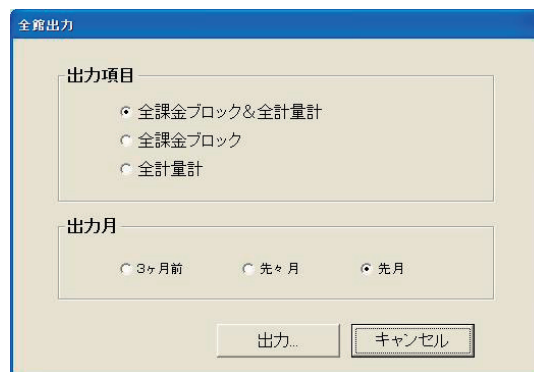 全館出力
出力項目
全課金ブロック&全計量計
全課金ブロック
全計量計
出力月
3ヶ月前 先々月 先月
出力... キャンセル